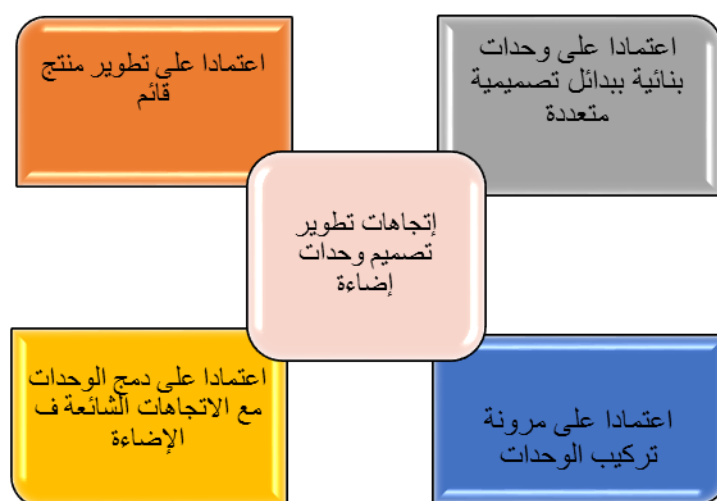 اعتمادا على وحدات
بنائية ببدائل تصميمية
متعددة
اعتمادا على تطوير منتج
قائم
إتجاهات تطوير
تصميم وحدات
إضاءة
اعتمادا على مرونة
تركيب الوحدات
اعتمادا على دمج الوحدات
مع الاتجاهات الشائعة ف
الإضاءة